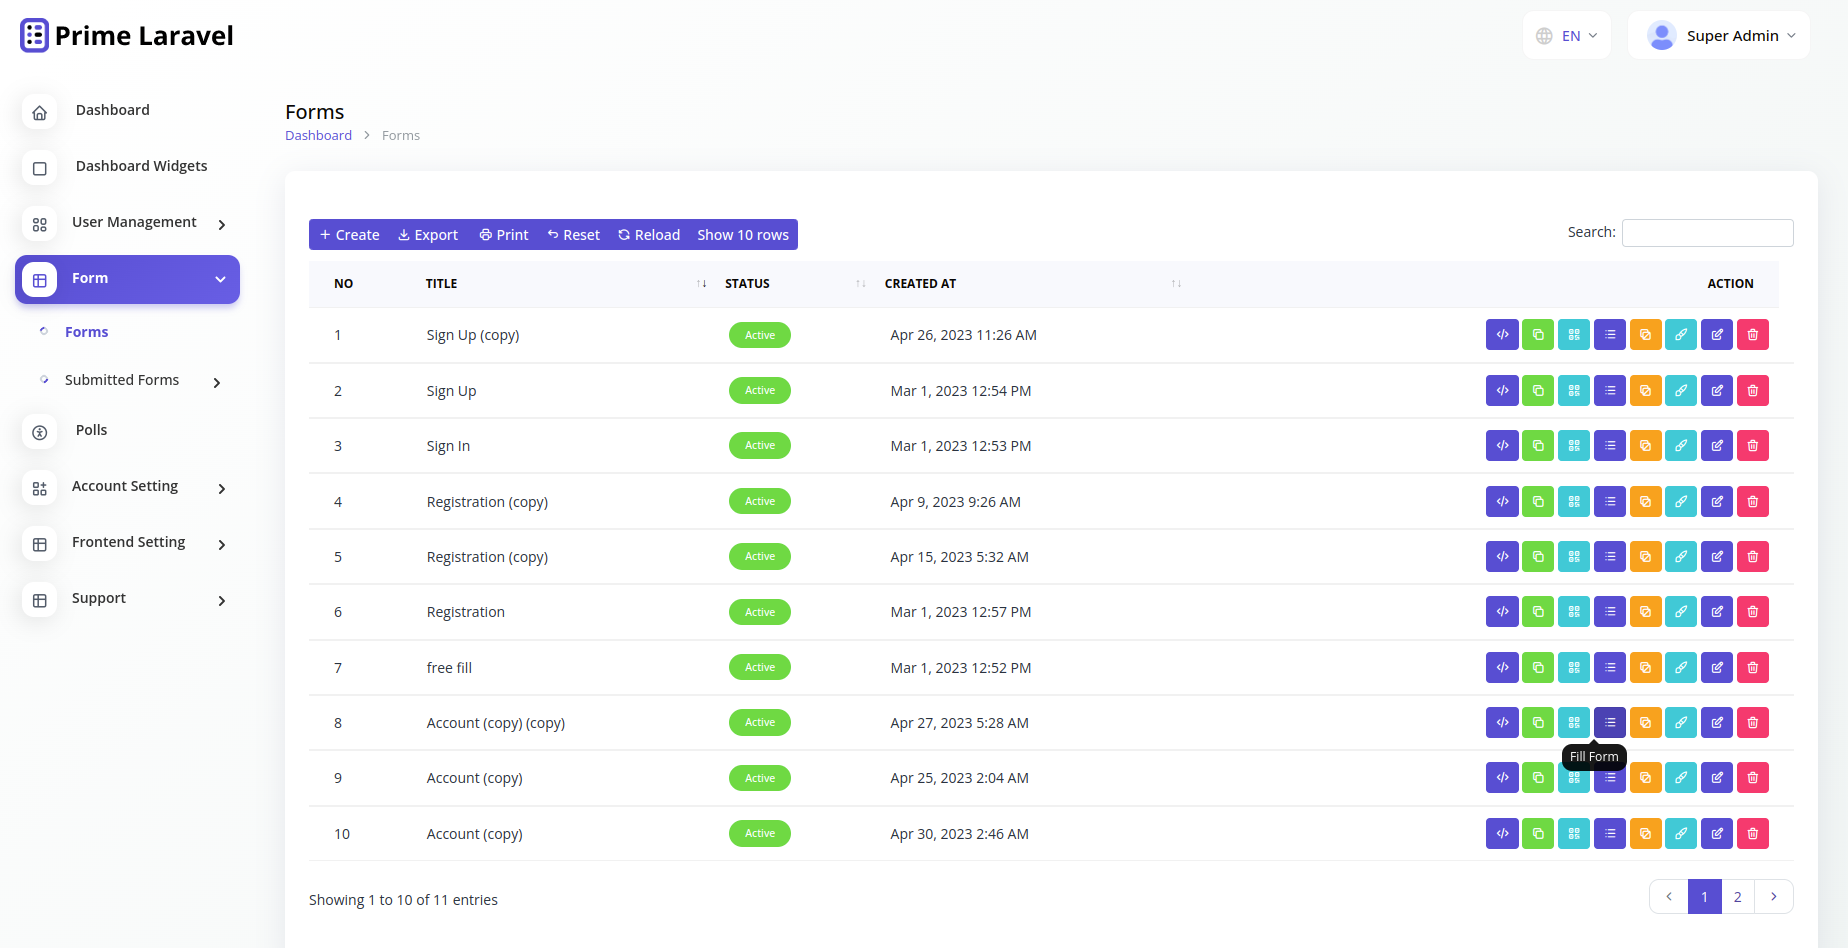 Prime Laravel
EN
Super Admin
Dashboard
Dashboard Widgets
User Management
Form
Forms
Submitted Forms
Polls
Account Setting
Frontend Setting
Support
Forms
Dashboard > Forms
+ Create Export Print Reset Reload Show 10 rows
Search:
NO TITLE STATUS CREATED AT ACTION
1 Sign Up (copy) Active Apr 26, 2023 11:26 AM
2 Sign Up Active Mar 1, 2023 12:54 PM
3 Sign In Active Mar 1, 2023 12:53 PM
4 Registration (copy) Active Apr 9, 2023 9:26 AM
5 Registration (copy) Active Apr 15, 2023 5:32 AM
6 Registration Active Mar 1, 2023 12:57 PM
7 free fill Active Mar 1, 2023 12:52 PM
8 Account (copy) (copy) Active Apr 27, 2023 5:28 AM
Fill Form
9 Account (copy) Active Apr 25, 2023 2:04 AM
10 Account (copy) Active Apr 30, 2023 2:46 AM
Showing 1 to 10 of 11 entries
1 2